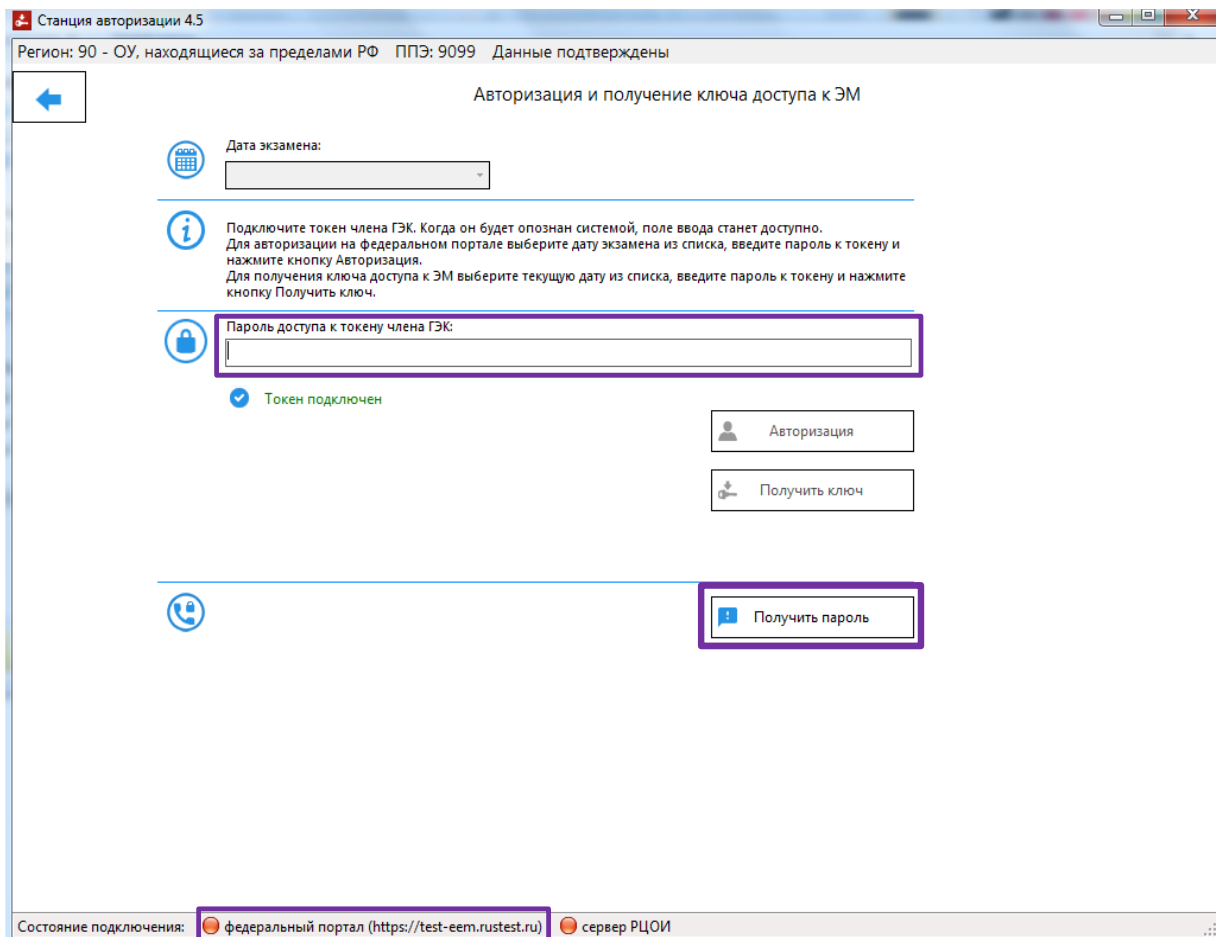 Станция авторизации 4.5
Регион: 90 - ОУ, находящиеся за пределами РФ ППЭ: 9099 Данные подтверждены
Авторизация и получение ключа доступа к ЭМ
Дата экзамена:
Подключите токен члена ГЭК. Когда он будет опознан системой, поле ввода станет доступно.
Для авторизации на федеральном портале выберите дату экзамена из списка, введите пароль к токену и
нажмите кнопку Авторизация.
Для получения ключа доступа к ЭМ выберите текущую дату из списка, введите пароль к токену и нажмите
кнопку Получить ключ.
Пароль доступа к токену члена ГЭК:
Токен подключен
Авторизация
Получить ключ
Получить пароль
Состояние подключения: федеральный портал (https://test-eem.rustest.ru) сервер РЦОИ